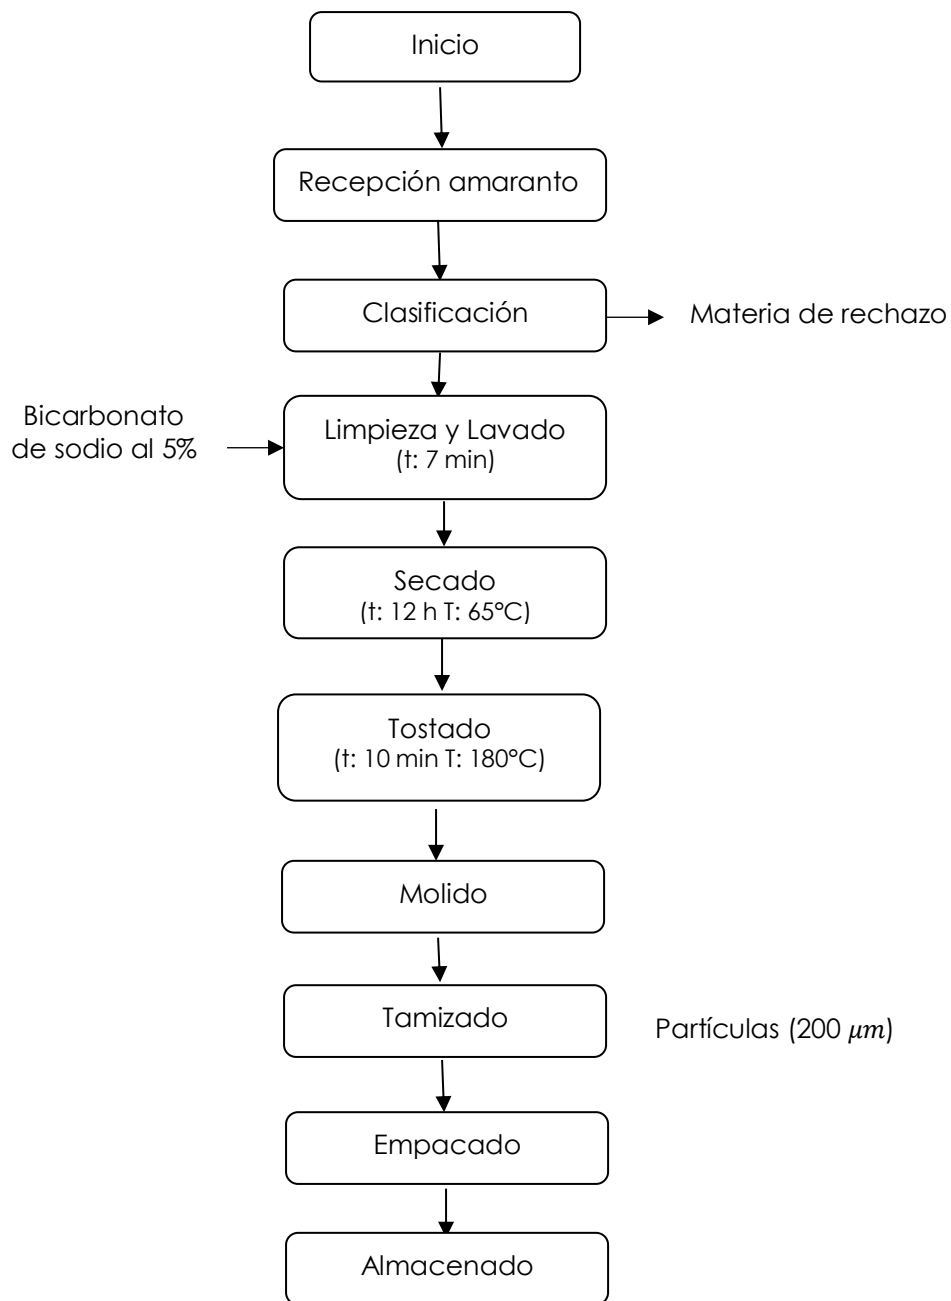 Inicio
Recepción amaranto
Clasificación
Materia de rechazo
Bicarbonato
de sodio al 5%
Limpieza y Lavado
(t: 7 min)
Secado
(t: 12 h T: 65°C)
Tostado
(t: 10 min T: 180°C)
Molido
Tamizado
Partículas (200 𝜇𝑚)
Empacado
Almacenado